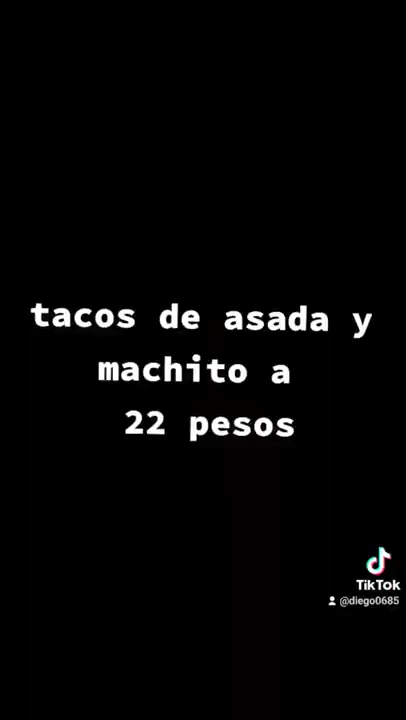 tacos de asada y
machito a
22 pesos
TikTok
@diego0685